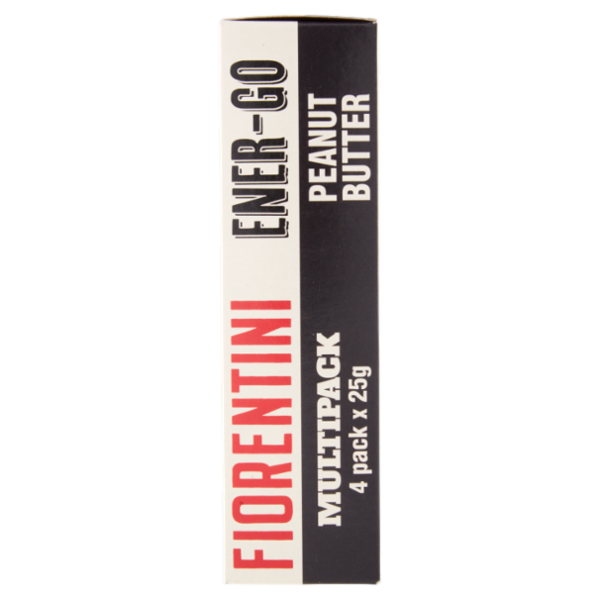 FIORENTINI ENER-GO
MULTIPACK
4 pack x 25g
PEANUT
BUTTER